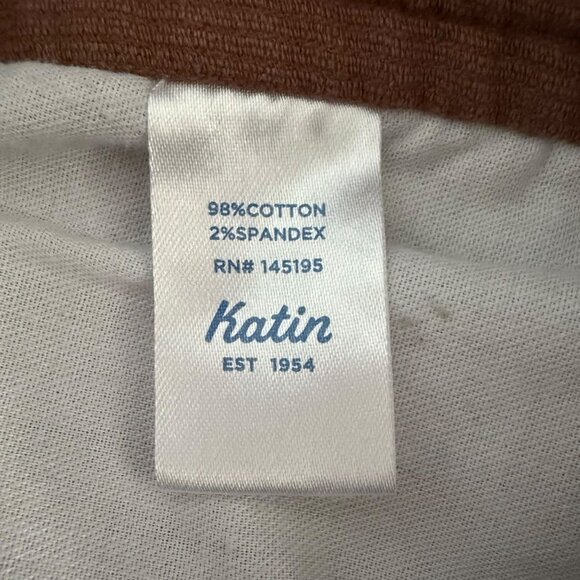 98%COTTON
2%SPANDEX
RN# 145195
Katin
EST 1954